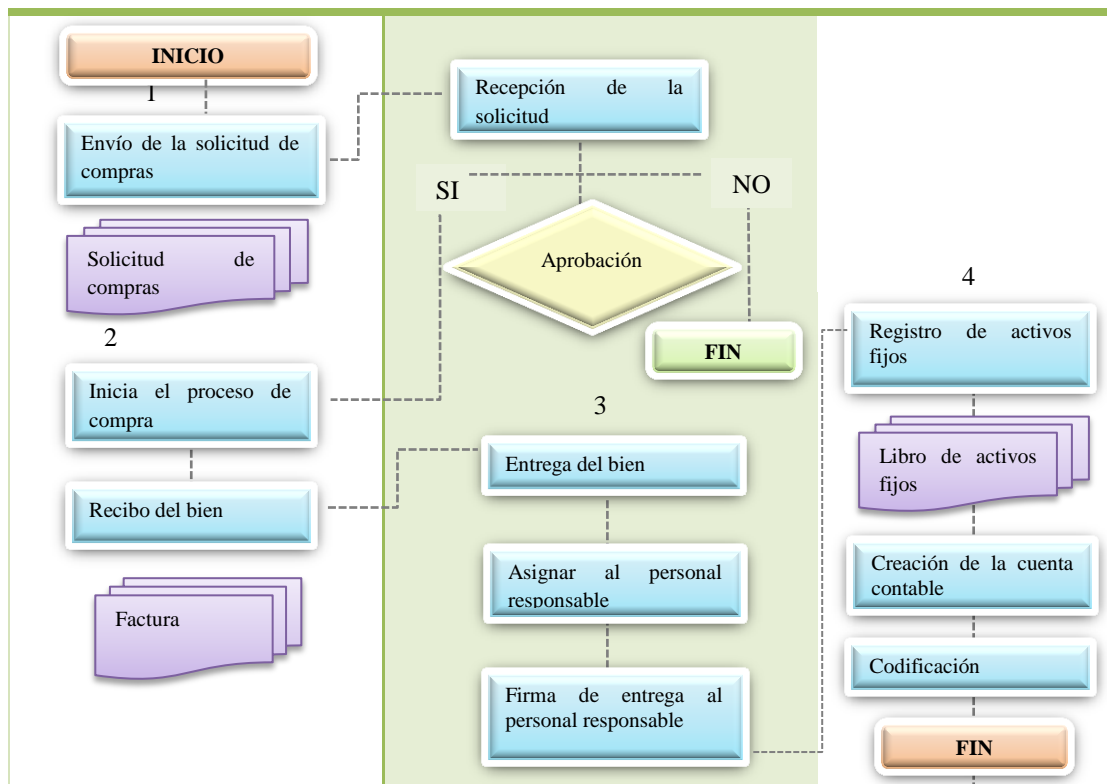 INICIO
1
Envío de la solicitud de
compras
Solicitud de
compras
2
Inicia el proceso de
compra
Recibo del bien
Factura
Recepción de la
solicitud
SI
NO
Aprobación
FIN
3
Entrega del bien
Asignar al personal
responsable
Firma de entrega al
personal responsable
4
Registro de activos
fijos
Libro de activos
fijos
Creación de la cuenta
contable
Codificación
FIN